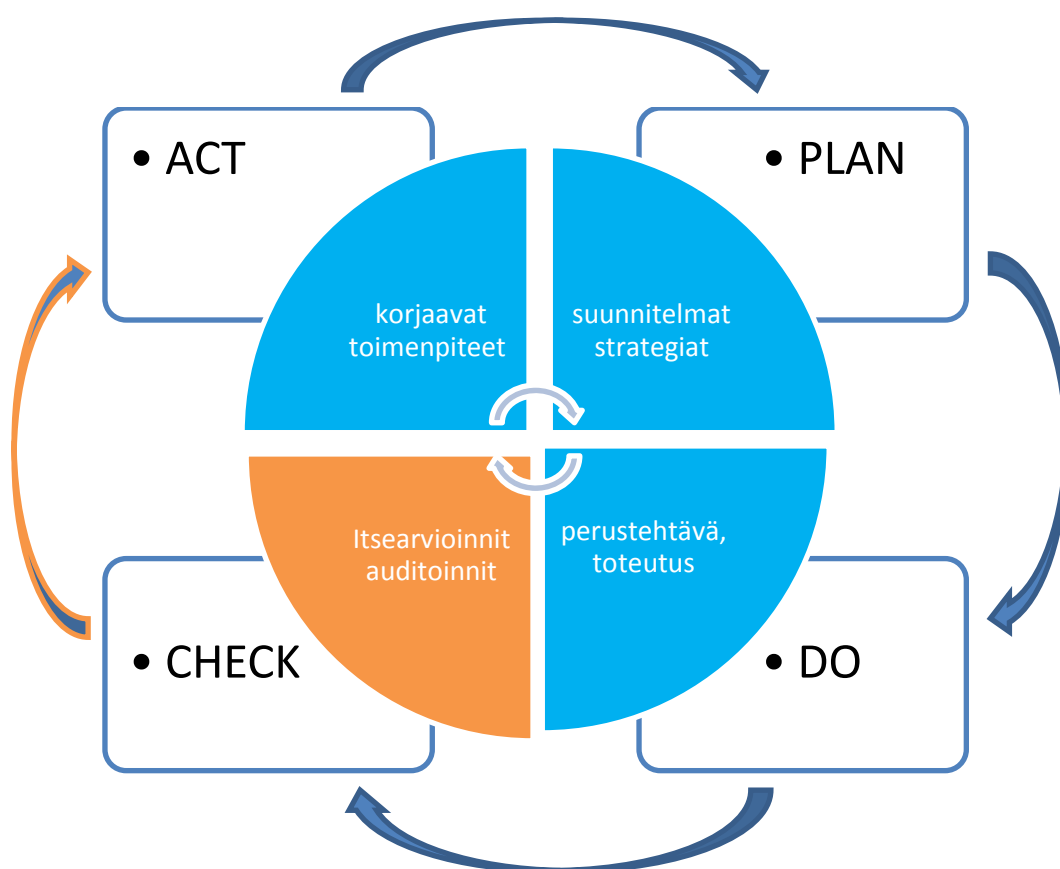 • ACT
• PLAN
korjaavat
toimenpiteet
suunnitelmat
strategiat
Itsearvioinnit
auditoinnit
perustehtävä,
toteutus
• CHECK
• DO